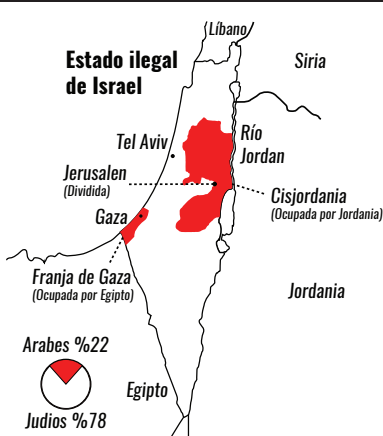 Líbano
Estado ilegal
de Israel
Siria
Tel Aviv
Río
Jordan
Jerusalen
(Dividida)
Cisjordania
(Ocupada por Jordania)
Gaza
Franja de Gaza
(Ocupada por Egipto)
Jordania
Arabes %22
Egipto
Judios %78